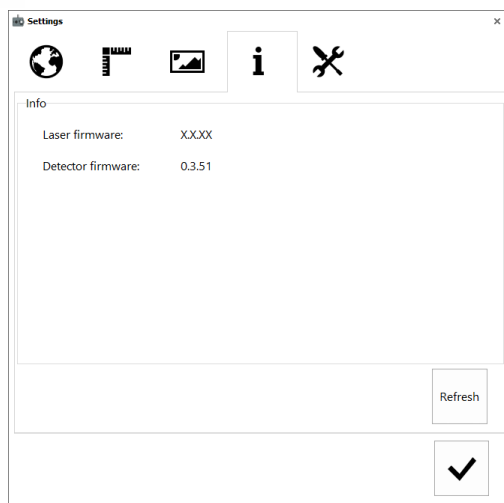 Settings
Info
Laser firmware: X.X.XX
Detector firmware: 0.3.51
Refresh